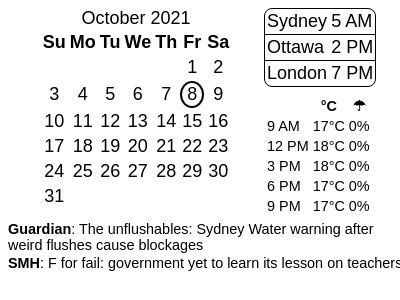 October 2021
Su Mo Tu We Th Fr Sa
1 2
3 4 5 6 7 8 9
10 11 12 13 14 15 16
17 18 19 20 21 22 23
24 25 26 27 28 29 30
31
Sydney 5 AM
Ottawa 2 PM
London 7 PM
°C ☂
9 AM 17°C 0%
12 PM 18°C 0%
3 PM 18°C 0%
6 PM 17°C 0%
9 PM 17°C 0%
Guardian: The unflushables: Sydney Water warning after
weird flushes cause blockages
SMH: F for fail: government yet to learn its lesson on teachers